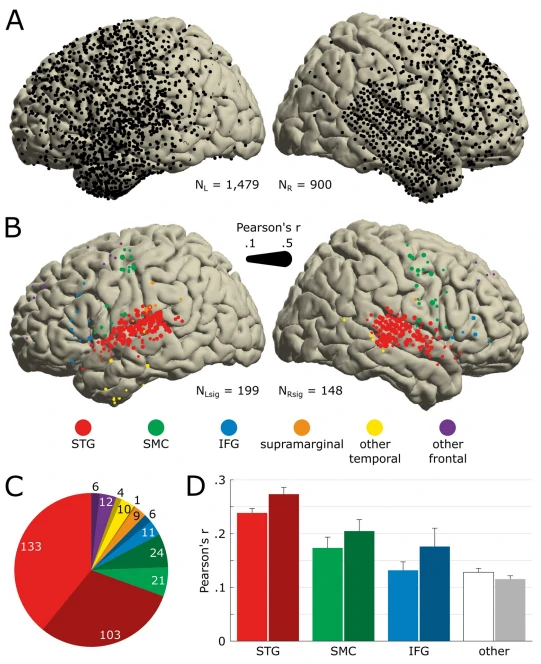 A
N_L = 1,479 N_R = 900
B
Pearson's r
.1 .5
N_Lsig = 199 N_Rsig = 148
STG SMC IFG supramarginal other temporal other frontal
C
6
12
4
10
1
9
6
11
24
21
103
133
D
Pearson's r
.3
.2
.1
0
STG SMC IFG other